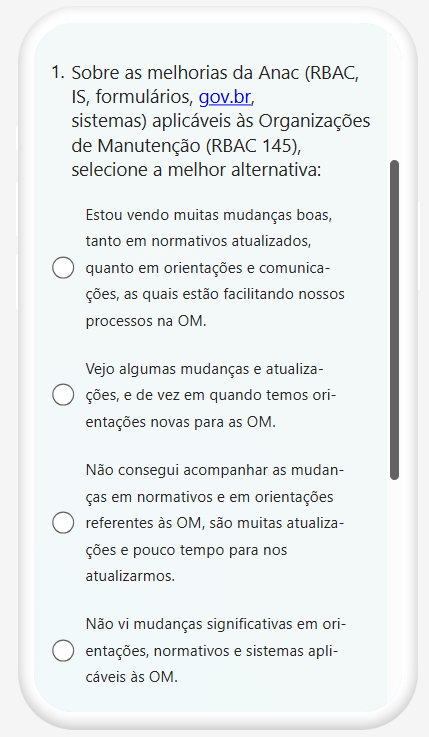 1. Sobre as melhorias da Anac (RBAC,
IS, formulários, gov.br,
sistemas) aplicáveis às Organizações
de Manutenção (RBAC 145),
selecione a melhor alternativa:
Estou vendo muitas mudanças boas,
tanto em normativos atualizados,
quanto em orientações e comunica-
ções, as quais estão facilitando nossos
processos na OM.
Vejo algumas mudanças e atualiza-
ções, e de vez em quando temos ori-
entações novas para as OM.
Não consegui acompanhar as mudan-
ças em normativos e em orientações
referentes às OM, são muitas atualiza-
ções e pouco tempo para nos
atualizarmos.
Não vi mudanças significativas em ori-
entações, normativos e sistemas apli-
cáveis às OM.